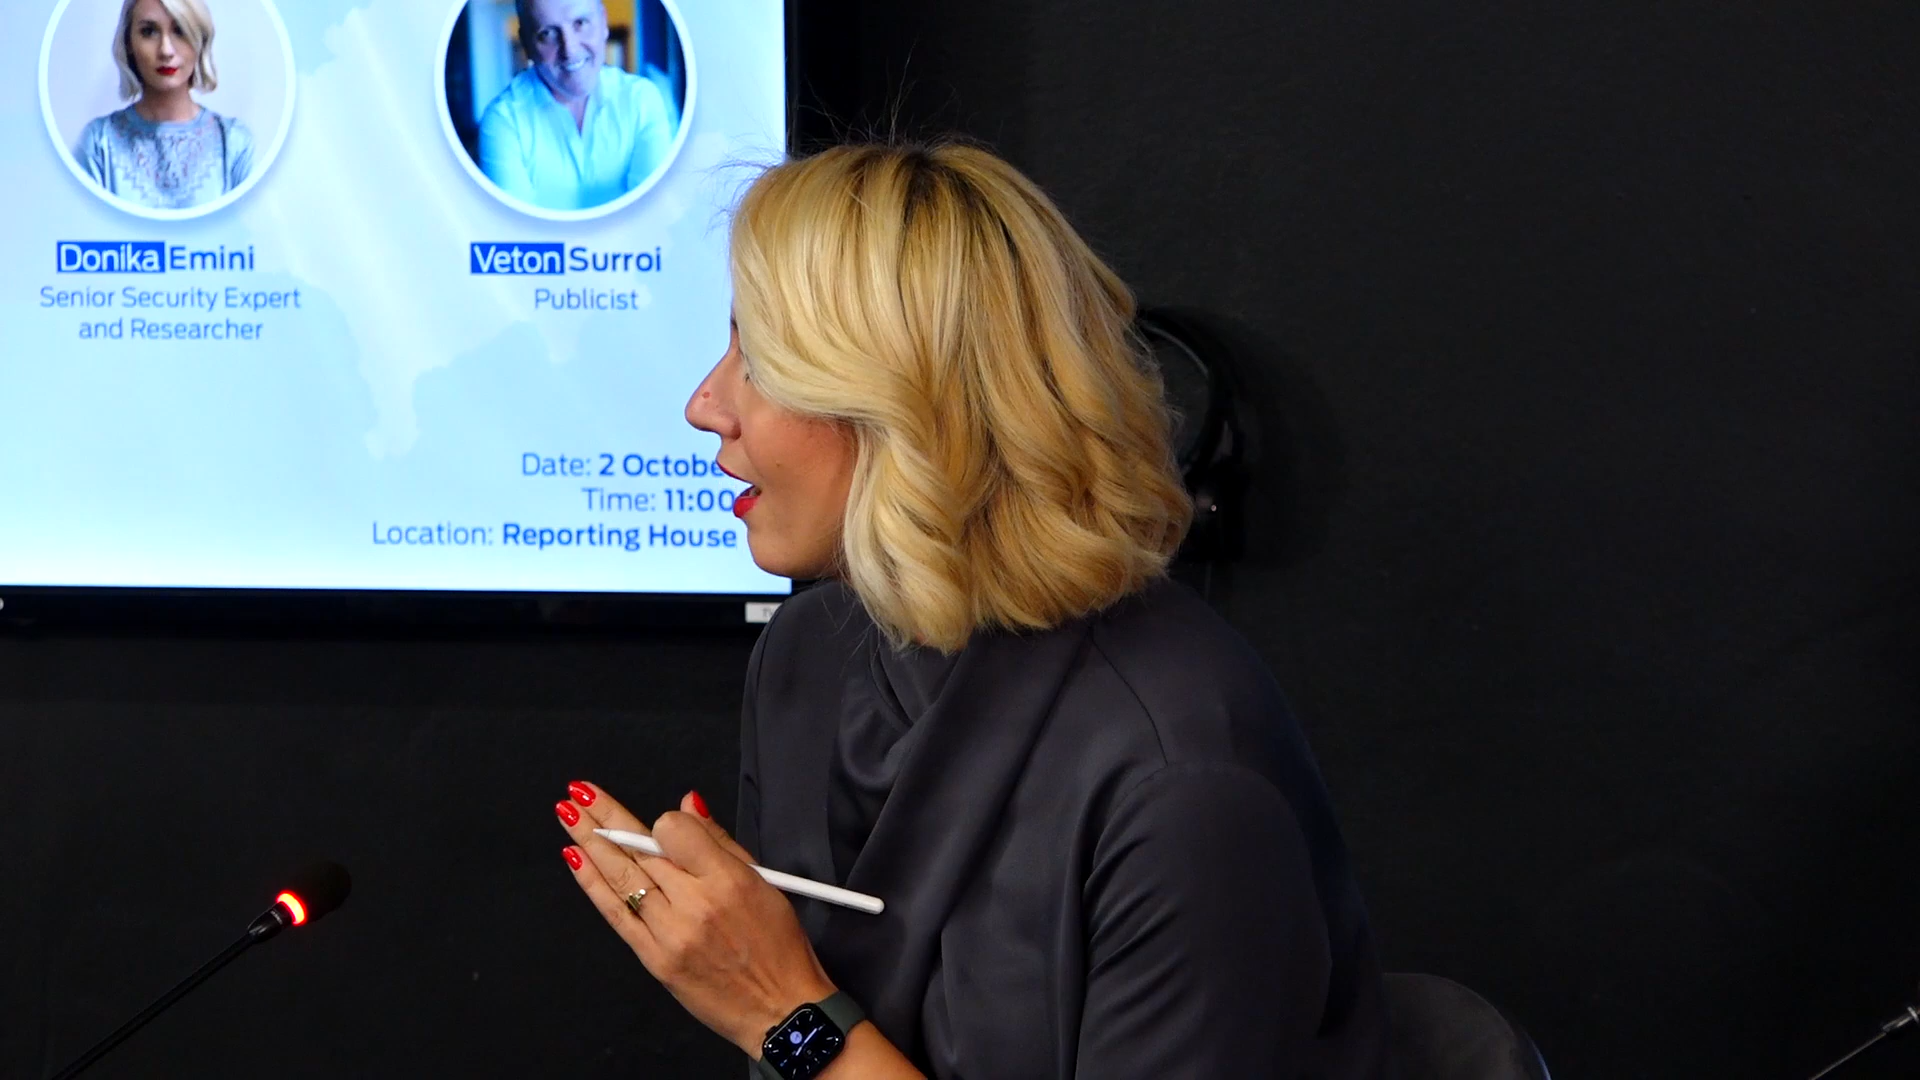 Donika Emini
Senior Security Expert
and Researcher
Veton Surroi
Publicist
Date: 2 Octobe
Time: 11:00
Location: Reporting House